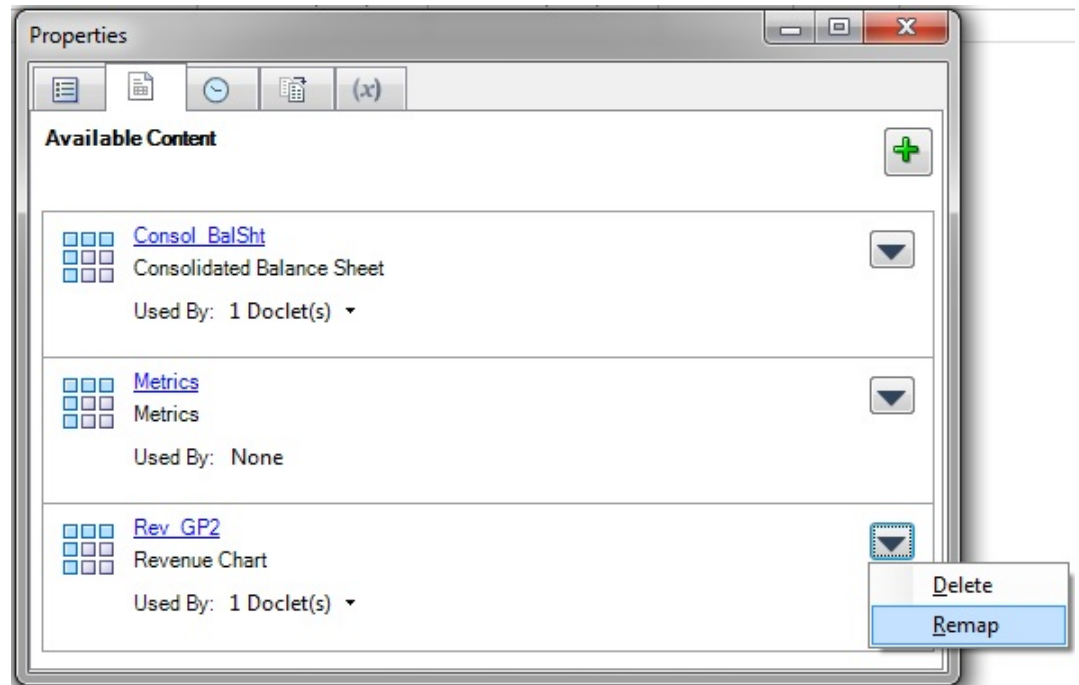 Properties
(x)
Available Content
Consol_BalSht
Consolidated Balance Sheet
Used By: 1 Doclet(s)
Metrics
Metrics
Used By: None
Rev_GP2
Revenue Chart
Used By: 1 Doclet(s)
Delete
Remap